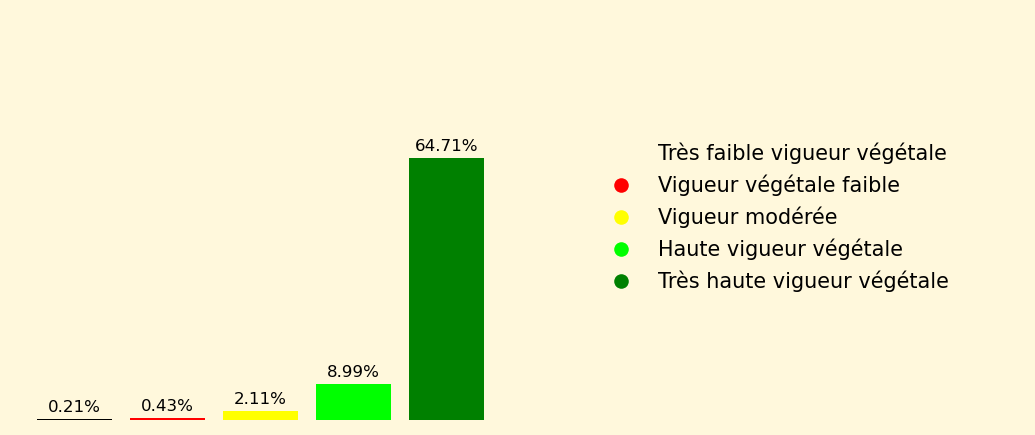 64.71%
8.99%
2.11%
0.43%
0.21%
Très faible vigueur végétale
Vigueur végétale faible
Vigueur modérée
Haute vigueur végétale
Très haute vigueur végétale